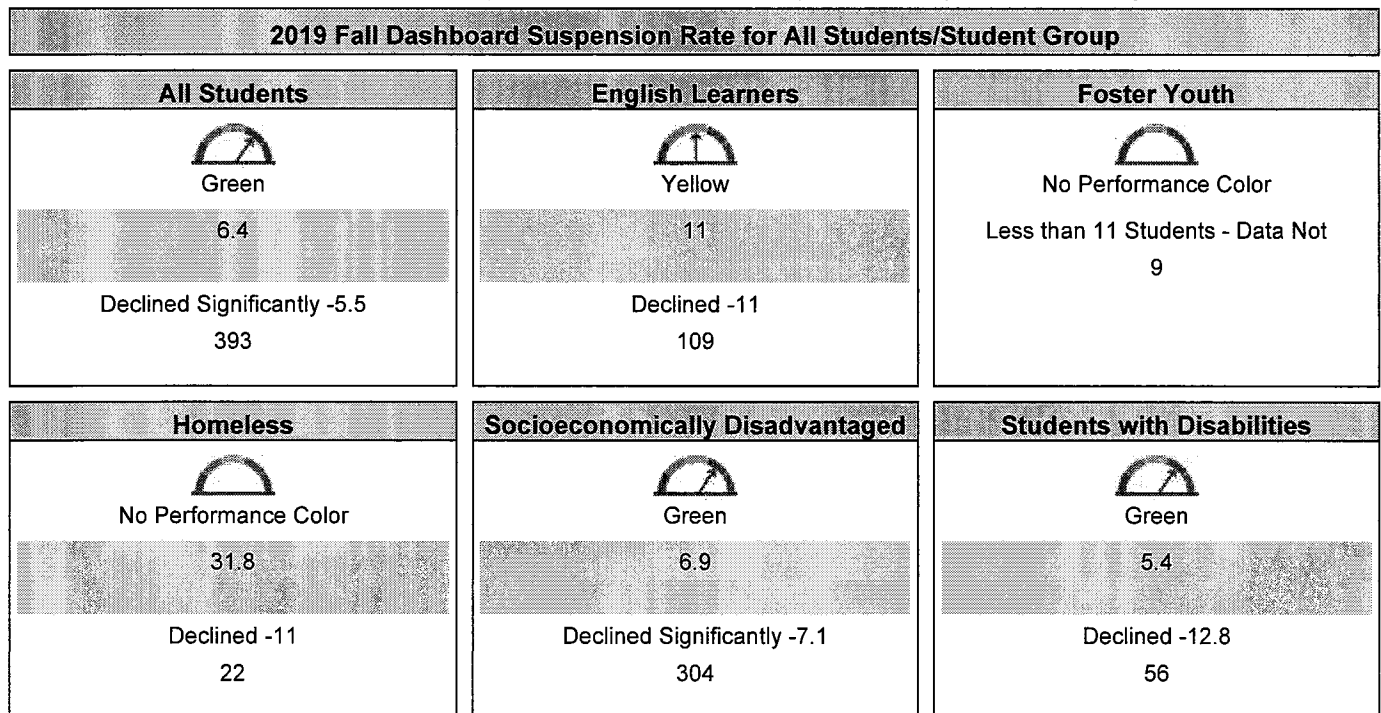 2019 Fall Dashboard Suspension Rate for All Students/Student Group
All Students
Green
6.4
Declined Significantly -5.5
393
English Learners
Yellow
11
Declined -11
109
Foster Youth
No Performance Color
Less than 11 Students - Data Not
9
Homeless
No Performance Color
31.8
Declined -11
22
Socioeconomically Disadvantaged
Green
6.9
Declined Significantly -7.1
304
Students with Disabilities
Green
5.4
Declined -12.8
56